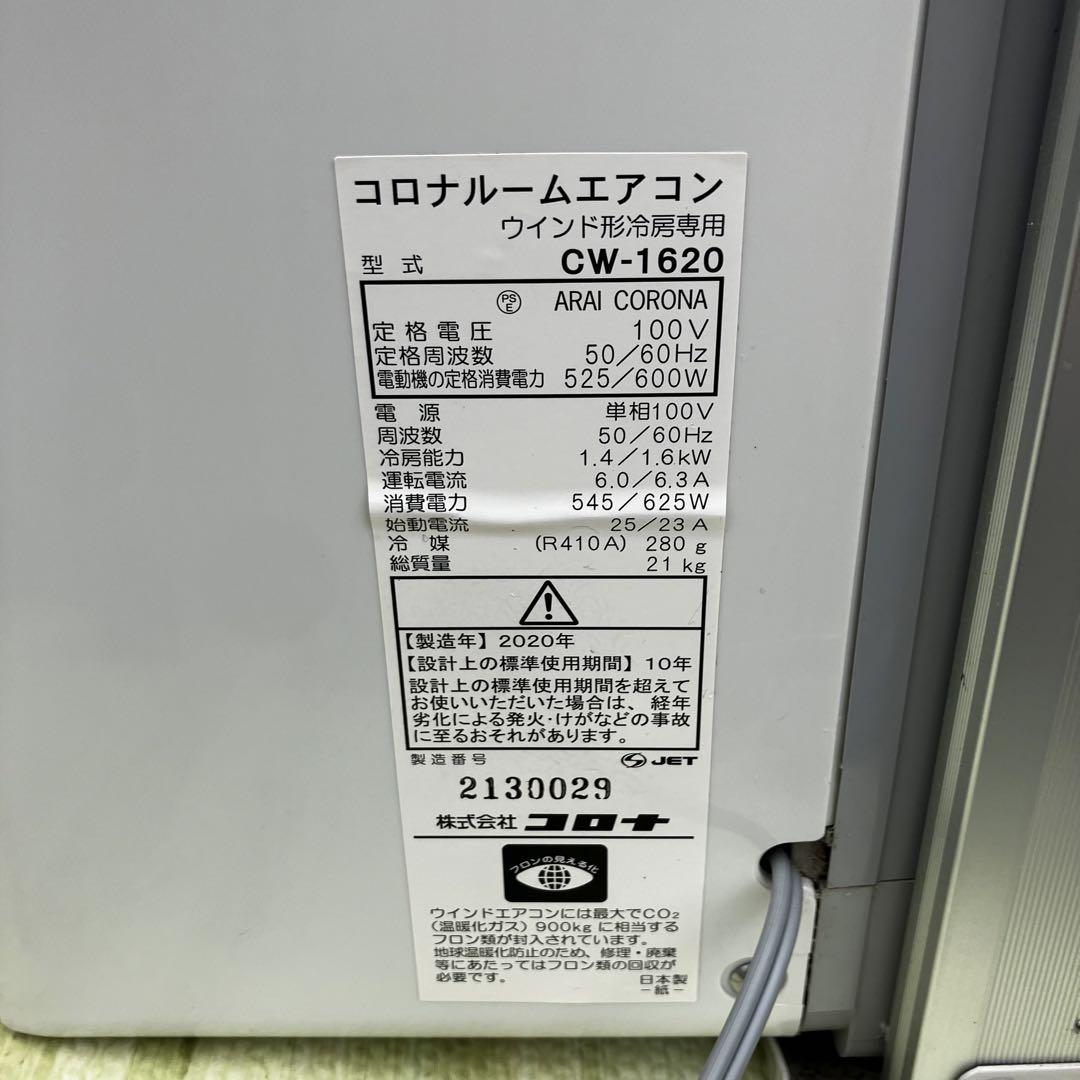 コロナルームエアコン
ウインド形冷房専用
型式 CW-1620
PS E ARAI CORONA
定格電圧 100V
定格周波数 50/60Hz
電動機の定格消費電力 525/600W
電源 単相100V
周波数 50/60Hz
冷房能力 1.4/1.6kW
運転電流 6.0/6.3A
消費電力 545/625W
始動電流 25/23A
冷媒 (R410A) 280g
総質量 21kg
【製造年】2020年
【設計上の標準使用期間】10年
設計上の標準使用期間を超えて
お使いいただいた場合は、経年
劣化による発火・けがなどの事故
に至るおそれがあります。
製造番号 JET
2130029
株式会社 コロナ
フロンの見える化
ウインドエアコンには最大でCO₂
(温暖化ガス)900kgに相当する
フロン類が封入されています。
地球温暖化防止のため、修理・廃棄
等にあたってはフロン類の回収が
必要です。 日本製
-紙-